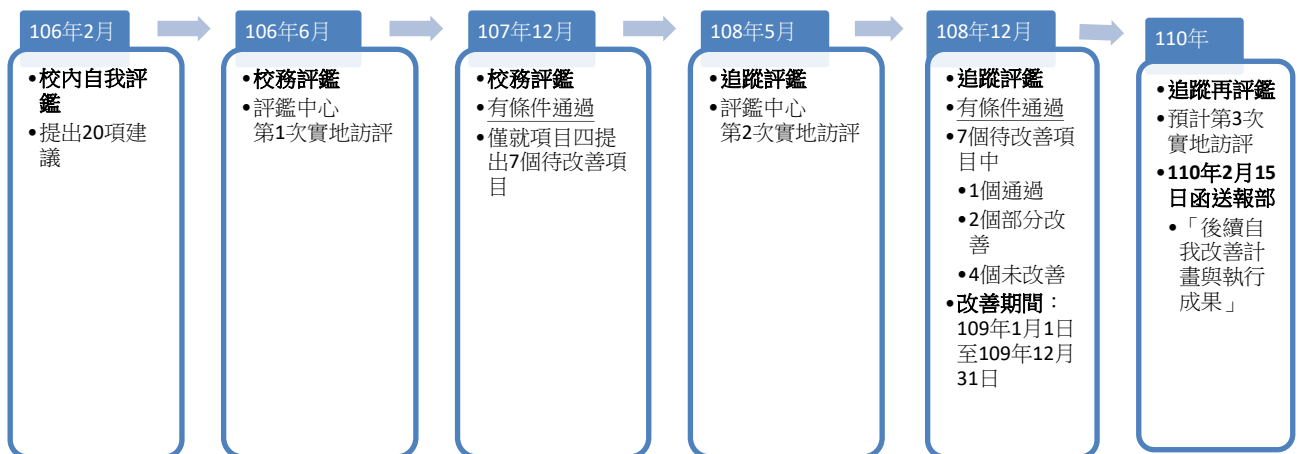 106年2月
•校內自我評
鑑
•提出20項建
議
106年6月
•校務評鑑
•評鑑中心
第1次實地訪評
107年12月
•校務評鑑
•有條件通過
•僅就項目四提
出7個待改善項
目
108年5月
•追蹤評鑑
•評鑑中心
第2次實地訪評
108年12月
•追蹤評鑑
•有條件通過
•7個待改善項
目中
•1個通過
•2個部分改
善
•4個未改善
•改善期間：
109年1月1日
至109年12月
31日
110年
•追蹤再評鑑
•預計第3次
實地訪評
•110年2月15
日函送報部
•「後續自
我改善計
畫與執行
成果」